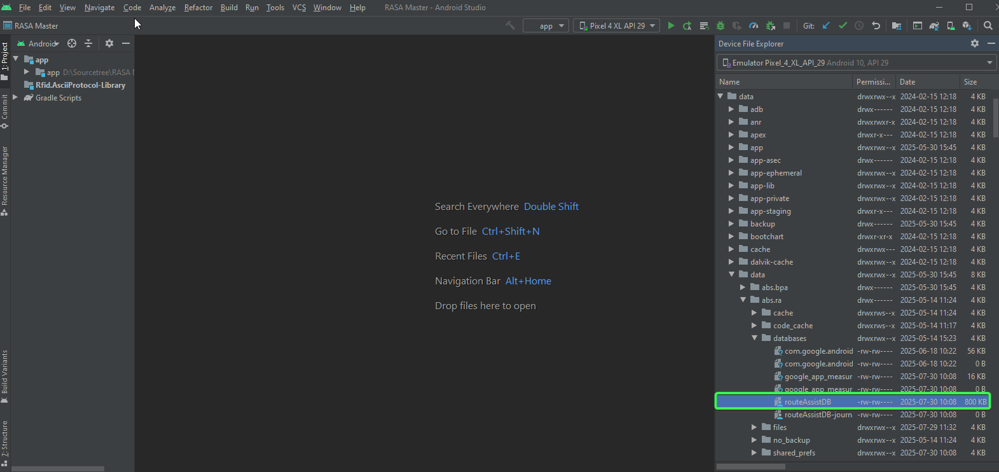 File Edit View Navigate Code Analyze Refactor Build Run Tools VCS Window Help RASA Master - Android Studio
RASA Master
app
Pixel 4 XL API 29
Git:
1: Project
Commit
Resource Manager
Build Variants
7: Structure
Android
app
app D:\Sourcetree\RASA
Rfid.AsciiProtocol-Library
Gradle Scripts
Search Everywhere Double Shift
Go to File Ctrl+Shift+N
Recent Files Ctrl+E
Navigation Bar Alt+Home
Drop files here to open
Device File Explorer
Emulator Pixel_4_XL_API_29 Android 10, API 29
Name Permissi... Date Size
data drwxrwx--x 2024-02-15 12:18 4 KB
adb drwx------ 2024-02-15 12:18 4 KB
anr drwxrwxr-x 2024-02-15 12:18 4 KB
apex drwxr-x--- 2024-02-15 12:18 4 KB
app drwxrwx--x 2025-05-30 15:45 4 KB
app-asec drwx------ 2024-02-15 12:18 4 KB
app-ephemeral drwxrwx--x 2024-02-15 12:18 4 KB
app-lib drwxrwx--x 2024-02-15 12:18 4 KB
app-private drwxrwx--x 2024-02-15 12:18 4 KB
app-staging drwxr-x--- 2024-02-15 12:18 4 KB
backup drwx------ 2025-05-30 15:45 4 KB
bootchart drwxr-xr-x 2024-02-15 12:18 4 KB
cache drwxrwx--x 2024-02-15 12:18 4 KB
dalvik-cache drwxrwx--x 2024-02-15 12:18 4 KB
data drwxrwx--x 2025-05-30 15:45 8 KB
abs.bpa drwx------ 2025-05-30 15:45 4 KB
abs.ra drwx------ 2025-05-14 11:24 4 KB
cache drwxrws--x 2025-05-14 11:24 4 KB
code_cache drwxrws--x 2025-05-14 11:17 4 KB
databases drwxrwx--x 2025-05-14 15:23 4 KB
com.google.android -rw-rw---- 2025-06-18 10:22 56 KB
com.google.android -rw-rw---- 2025-06-18 10:22 0 B
google_app_measur -rw-rw---- 2025-07-30 10:08 16 KB
google_app_measur -rw-rw---- 2025-07-30 10:08 0 B
routeAssistDB -rw-rw---- 2025-07-30 10:08 800 KB
routeAssistDB-journ -rw-rw---- 2025-07-30 10:08 0 B
files drwxrwx--x 2025-07-29 11:32 4 KB
no_backup drwxrwx--x 2025-05-14 11:24 4 KB
shared_prefs drwxrwx--x 2025-07-30 10:08 4 KB